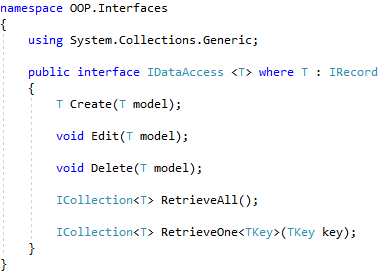 namespace OOP.Interfaces
{
using System.Collections.Generic;
public interface IDataAccess <T> where T : IRecord
{
T Create(T model);
void Edit(T model);
void Delete(T model);
ICollection<T> RetrieveAll();
ICollection<T> RetrieveOne<TKey>(TKey key);
}
}